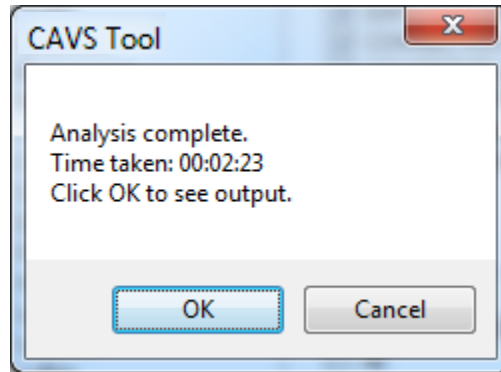 CAVS Tool
Analysis complete.
Time taken: 00:02:23
Click OK to see output.
OK
Cancel